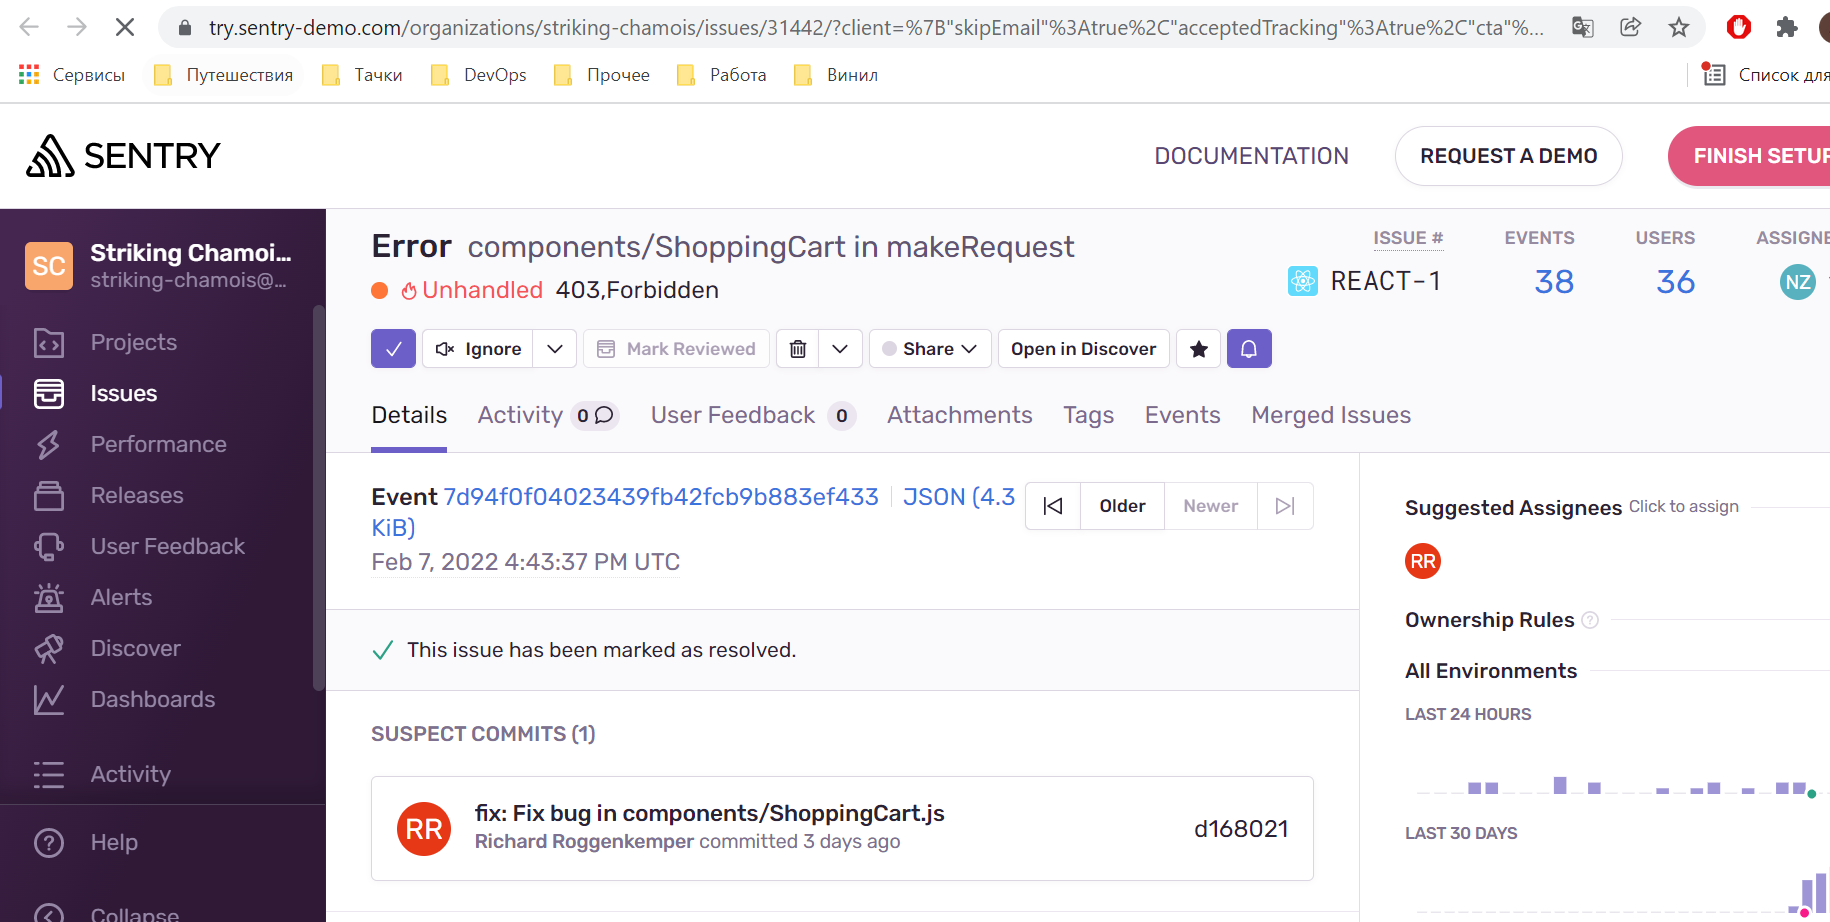 try.sentry-demo.com/organizations/striking-chamois/issues/31442/?client=%7B"skipEmail"%3Atrue%2C"acceptedTracking"%3Atrue%2C"cta"%...
Сервисы Путешествия Тачки DevOps Прочее Работа Винил Список для
SENTRY DOCUMENTATION REQUEST A DEMO FINISH SETUP
SC Striking Chamoi...
striking-chamois@...
Projects
Issues
Performance
Releases
User Feedback
Alerts
Discover
Dashboards
Activity
Help
Collapse
Error components/ShoppingCart in makeRequest
Unhandled 403,Forbidden
ISSUE # EVENTS USERS ASSIGNE
REACT-1 38 36 NZ
Ignore Mark Reviewed Share Open in Discover
Details Activity 0 User Feedback 0 Attachments Tags Events Merged Issues
Event 7d94f0f04023439fb42fcb9b883ef433 JSON (4.3
KiB)
Feb 7, 2022 4:43:37 PM UTC
Older Newer
This issue has been marked as resolved.
SUSPECT COMMITS (1)
RR fix: Fix bug in components/ShoppingCart.js
Richard Roggenkemper committed 3 days ago
d168021
Suggested Assignees Click to assign
RR
Ownership Rules ?
All Environments
LAST 24 HOURS
LAST 30 DAYS